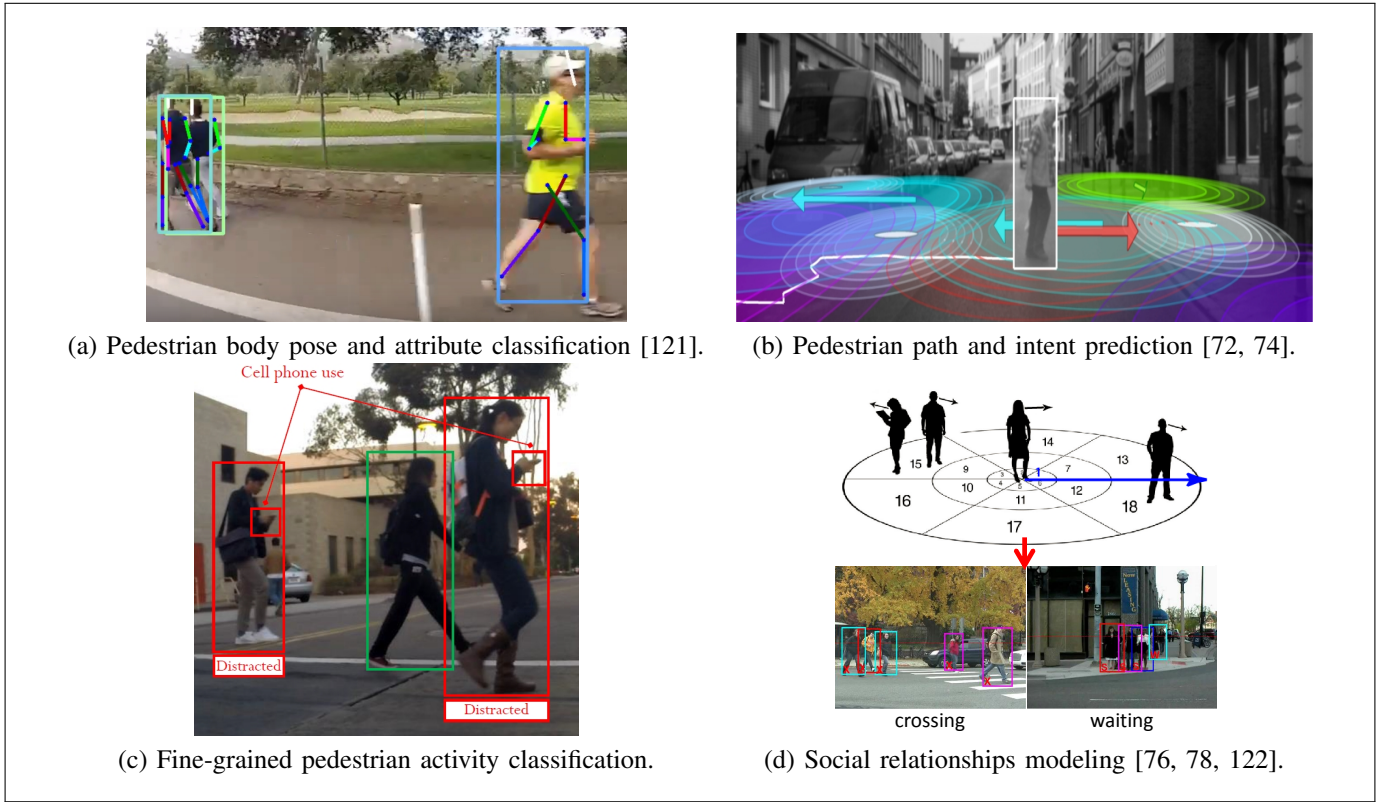 (a) Pedestrian body pose and attribute classification [121].
(b) Pedestrian path and intent prediction [72, 74].
Cell phone use
Distracted
Distracted
(c) Fine-grained pedestrian activity classification.
14
13
15
9
3
1
7
4
5
6
16
10
11
12
18
17
X
X
X
X
S
NOW
LEASING
crossing
waiting
(d) Social relationships modeling [76, 78, 122].